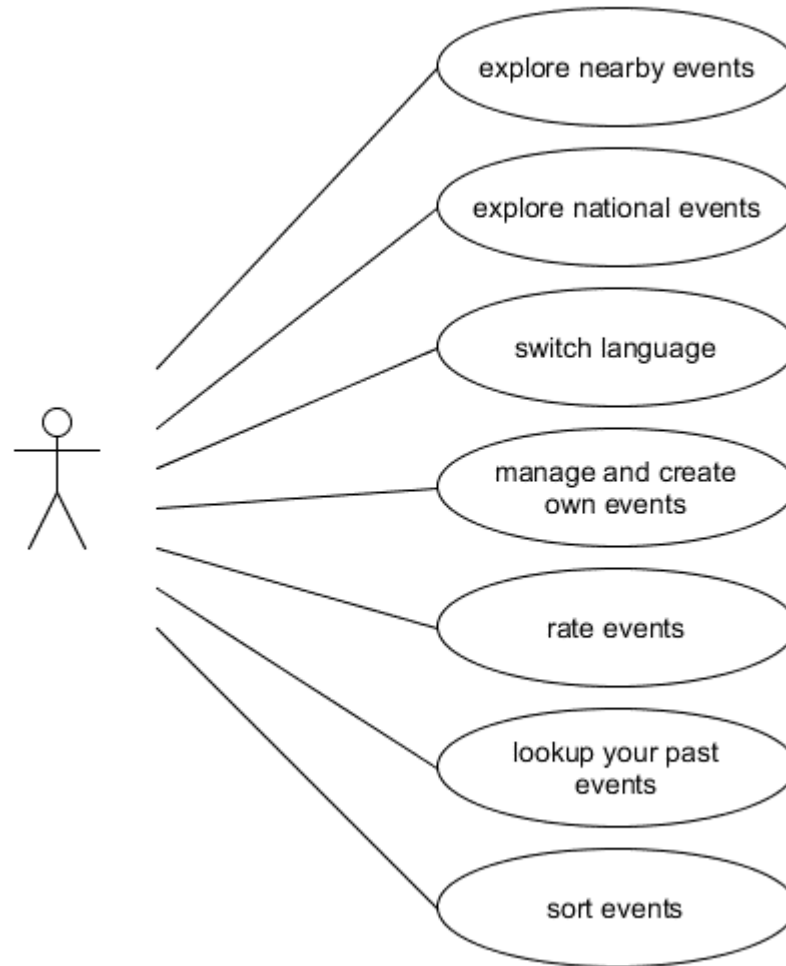 explore nearby events
explore national events
switch language
manage and create
own events
rate events
lookup your past
events
sort events